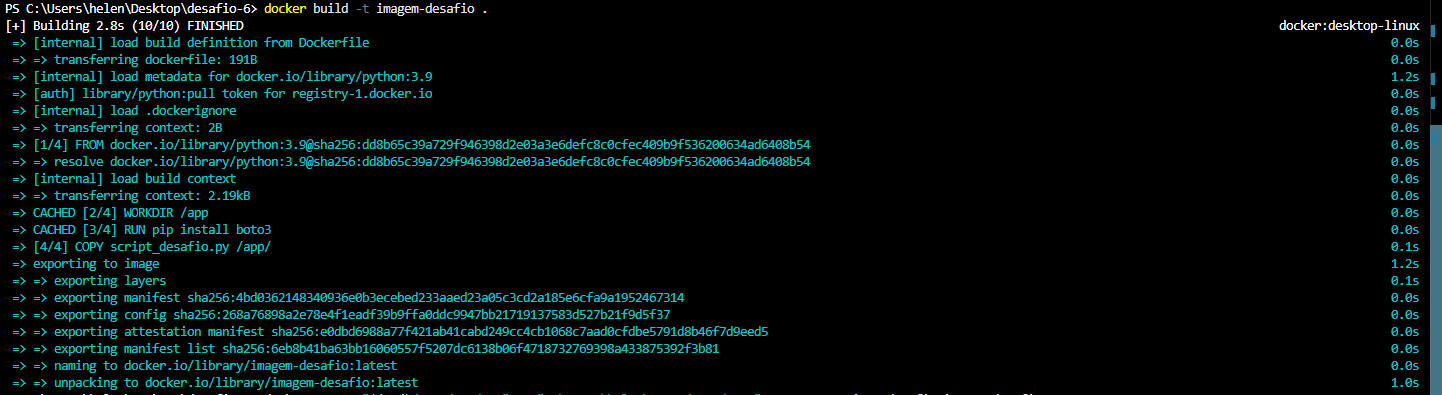 PS C:\Users\helen\Desktop\desafio-6> docker build -t imagem-desafio .
[+] Building 2.8s (10/10) FINISHED docker:desktop-linux
=> [internal] load build definition from Dockerfile 0.0s
=> => transferring dockerfile: 191B 0.0s
=> [internal] load metadata for docker.io/library/python:3.9 1.2s
=> [auth] library/python:pull token for registry-1.docker.io 0.0s
=> [internal] load .dockerignore 0.0s
=> => transferring context: 2B 0.0s
=> [1/4] FROM docker.io/library/python:3.9@sha256:dd8b65c39a729f946398d2e03a3e6defc8c0cfec409b9f536200634ad6408b54 0.0s
=> => resolve docker.io/library/python:3.9@sha256:dd8b65c39a729f946398d2e03a3e6defc8c0cfec409b9f536200634ad6408b54 0.0s
=> [internal] load build context 0.0s
=> => transferring context: 2.19kB 0.0s
=> CACHED [2/4] WORKDIR /app 0.0s
=> CACHED [3/4] RUN pip install boto3 0.0s
=> [4/4] COPY script_desafio.py /app/ 0.1s
=> exporting to image 1.2s
=> => exporting layers 0.1s
=> => exporting manifest sha256:4bd0362148340936e0b3ecebed233aaed23a05c3cd2a185e6cfa9a1952467314 0.0s
=> => exporting config sha256:268a76898a2e78e4f1eadf39b9ffa0ddc9947bb21719137583d527b21f9d5f37 0.0s
=> => exporting attestation manifest sha256:e0dbd6988a77f421ab41cabd249cc4cb1068c7aad0cfdbe5791d8b46f7d9eed5 0.0s
=> => exporting manifest list sha256:6eb8b41ba63bb16060557f5207dc6138b06f4718732769398a433875392f3b81 0.0s
=> => naming to docker.io/library/imagem-desafio:latest 0.0s
=> => unpacking to docker.io/library/imagem-desafio:latest 1.0s